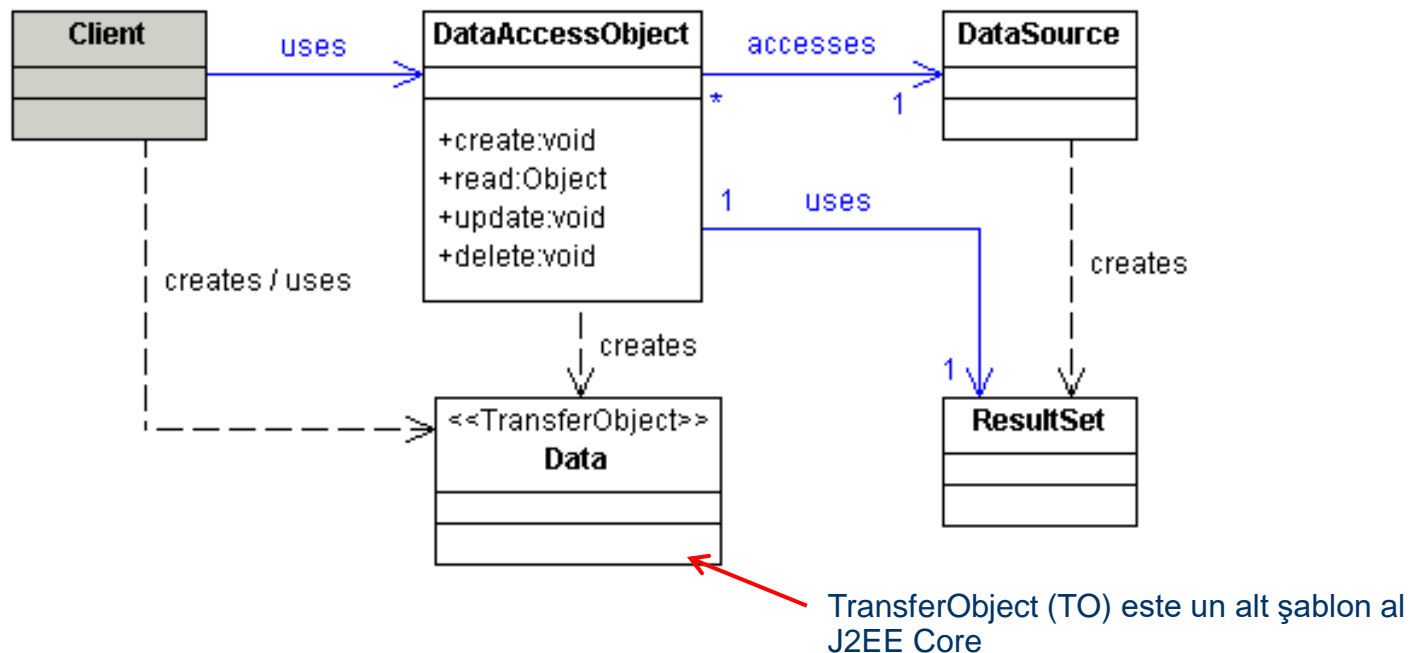 Client
uses
DataAccessObject
accesses
DataSource
*
1
+create:void
+read:Object
+update:void
+delete:void
1
uses
creates / uses
creates
creates
1
<<TransferObject>>
Data
ResultSet
TransferObject (TO) este un alt şablon al
J2EE Core